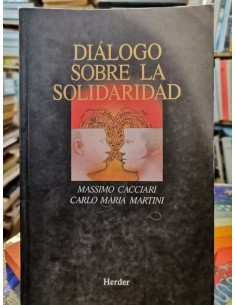 DIÁLOGO
SOBRE LA
SOLIDARIDAD
MASSIMO CACCIARI
CARLO MARIA MARTINI
Herder